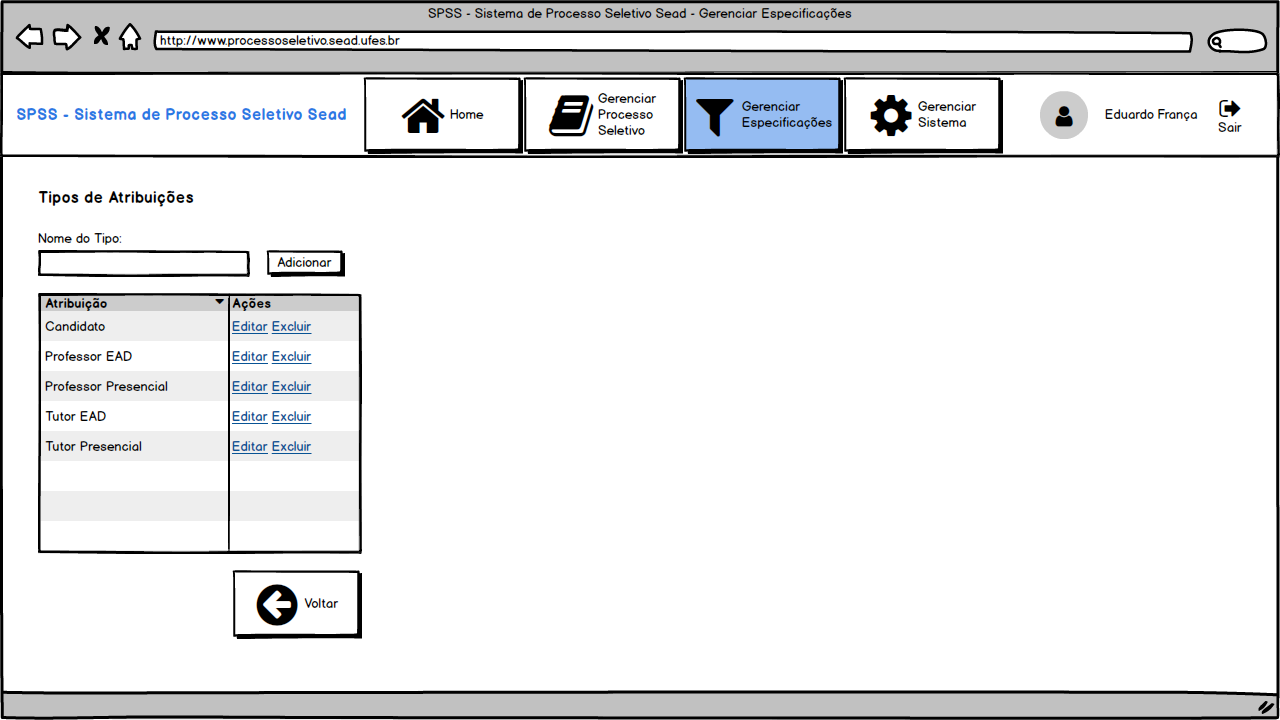 SPSS - Sistema de Processo Seletivo Sead - Gerenciar Especificações
http://www.processoseletivo.sead.ufes.br
SPSS - Sistema de Processo Seletivo Sead
Home
Gerenciar
Processo
Seletivo
Gerenciar
Especificações
Gerenciar
Sistema
Eduardo França
Sair
Tipos de Atribuições
Nome do Tipo:
Adicionar
Atribuição Ações
Candidato Editar Excluir
Professor EAD Editar Excluir
Professor Presencial Editar Excluir
Tutor EAD Editar Excluir
Tutor Presencial Editar Excluir
Voltar